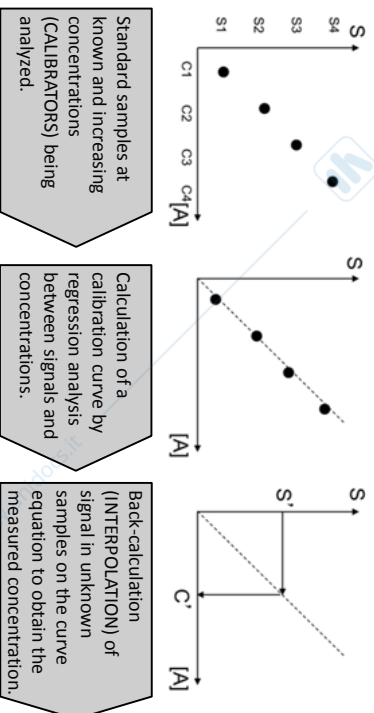 S
S4
S3
S2
S1
C1 C2 C3 C4 [A]
Standard samples at
known and increasing
concentrations
(CALIBRATORS) being
analyzed.
S
[A]
Calculation of a
calibration curve by
regression analysis
between signals and
concentrations.
S
S'
C' [A]
Back-calculation
(INTERPOLATION) of
signal in unknown
samples on the curve
equation to obtain the
measured concentration.